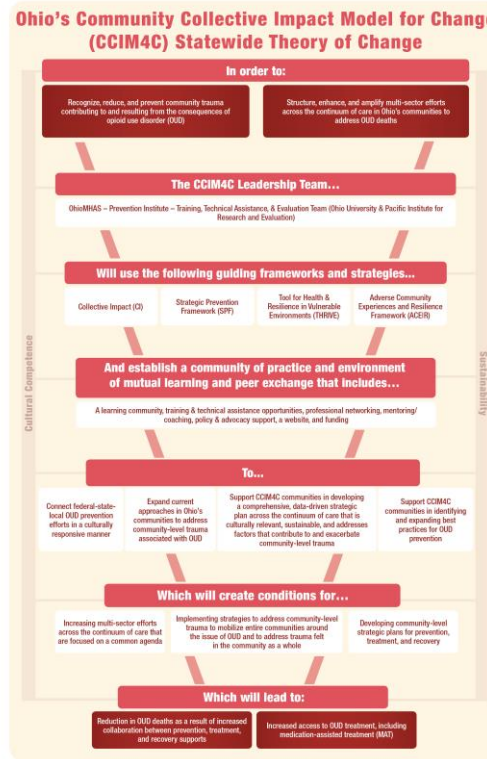 Ohio's Community Collective Impact Model for Change
(CCIM4C) Statewide Theory of Change
In order to:
Recognize, reduce, and prevent community trauma
contributing to and resulting from the consequences of
opioid use disorder (OUD)
Structure, enhance, and amplify multi-sector efforts
across the continuum of care in Ohio's communities to
address OUD deaths
The CCIM4C Leadership Team...
OhioMHAS – Prevention Institute – Training, Technical Assistance, & Evaluation Team (Ohio University & Pacific Institute for
Research and Evaluation)
Will use the following guiding frameworks and strategies...
Collective Impact (CI)
Strategic Prevention
Framework (SPF)
Tool for Health &
Resilience in Vulnerable
Environments (THRIVE)
Adverse Community
Experiences and Resilience
Framework (ACE|R)
Cultural Competence
Sustainability
And establish a community of practice and environment
of mutual learning and peer exchange that includes...
A learning community, training & technical assistance opportunities, professional networking, mentoring/
coaching, policy & advocacy support, a website, and funding
To...
Connect federal-state-
local OUD prevention
efforts in a culturally
responsive manner
Expand current
approaches in Ohio's
communities to address
community-level trauma
associated with OUD
Support CCIM4C communities in developing
a comprehensive, data-driven strategic
plan across the continuum of care that is
culturally relevant, sustainable, and addresses
factors that contribute to and exacerbate
community-level trauma
Support CCIM4C
communities in identifying
and expanding best
practices for OUD
prevention
Which will create conditions for...
Increasing multi-sector efforts
across the continuum of care that
are focused on a common agenda
Implementing strategies to address community-level
trauma to mobilize entire communities around
the issue of OUD and to address trauma felt
in the community as a whole
Developing community-level
strategic plans for prevention,
treatment, and recovery
Which will lead to:
Reduction in OUD deaths as a result of increased
collaboration between prevention, treatment,
and recovery supports
Increased access to OUD treatment, including
medication-assisted treatment (MAT)